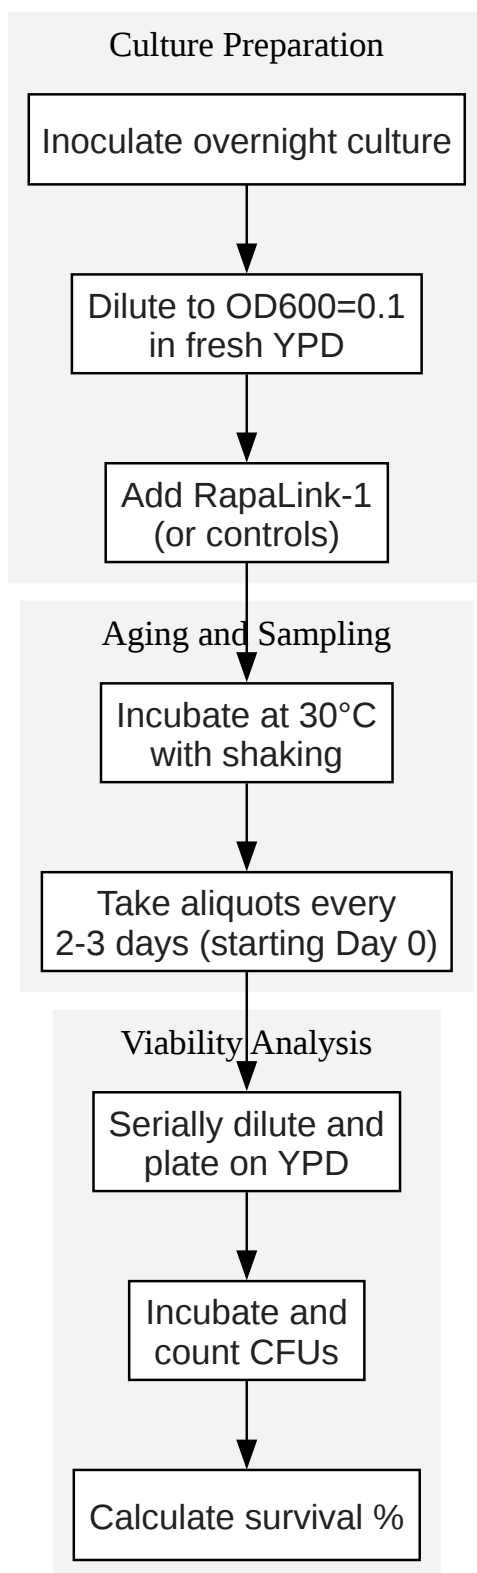 Culture Preparation
Inoculate overnight culture
Dilute to OD600=0.1
in fresh YPD
Add RapaLink-1
(or controls)
Aging and Sampling
Incubate at 30°C
with shaking
Take aliquots every
2-3 days (starting Day 0)
Viability Analysis
Serially dilute and
plate on YPD
Incubate and
count CFUs
Calculate survival %